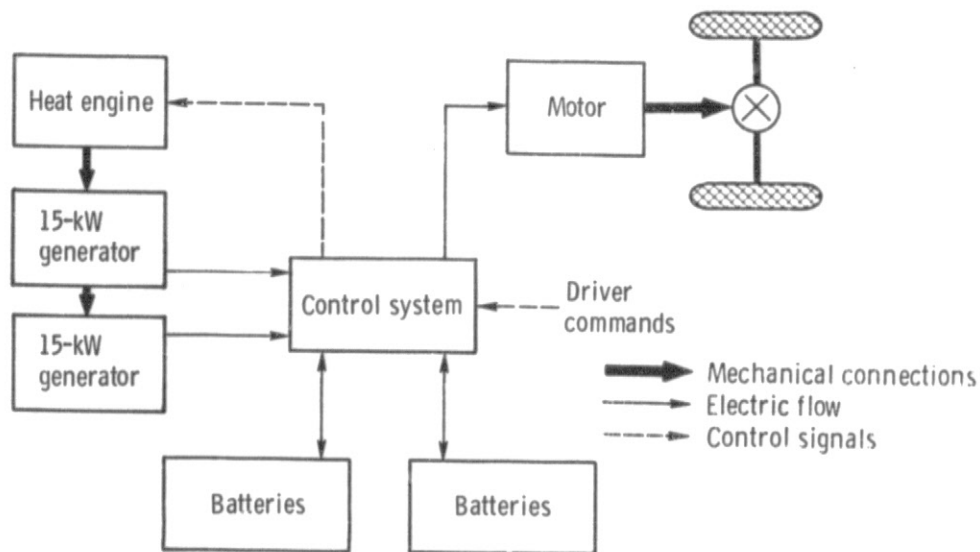 Heat engine
15-kW
generator
15-kW
generator
Motor
Control system
Driver
commands
Mechanical connections
Electric flow
Control signals
Batteries
Batteries